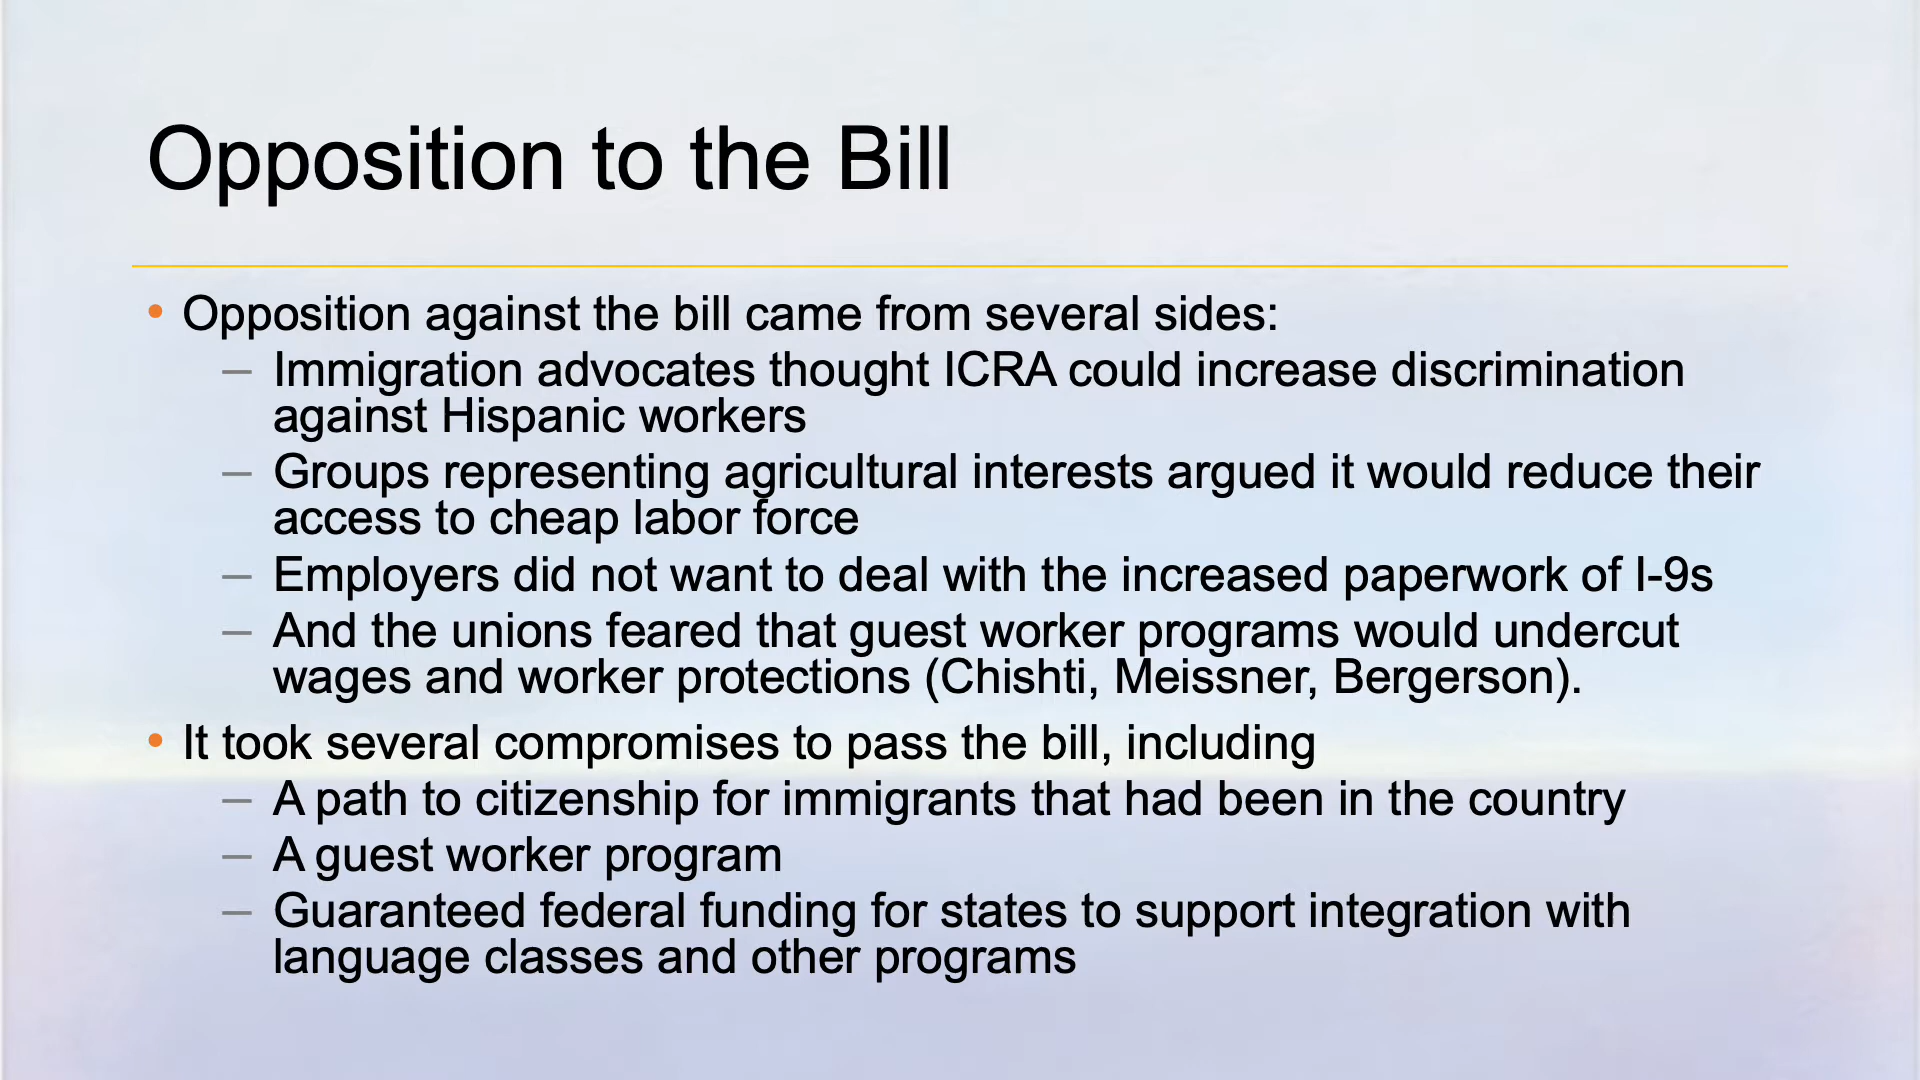 Opposition to the Bill
• Opposition against the bill came from several sides:
– Immigration advocates thought ICRA could increase discrimination
against Hispanic workers
– Groups representing agricultural interests argued it would reduce their
access to cheap labor force
– Employers did not want to deal with the increased paperwork of I-9s
– And the unions feared that guest worker programs would undercut
wages and worker protections (Chishti, Meissner, Bergerson).
• It took several compromises to pass the bill, including
– A path to citizenship for immigrants that had been in the country
– A guest worker program
– Guaranteed federal funding for states to support integration with
language classes and other programs